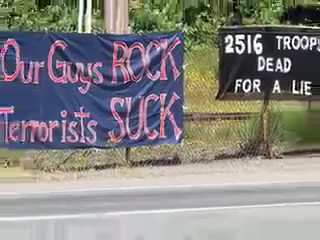 Our Guys ROCK
Terrorists SUCK
2516 TROOPS
DEAD
FOR A LIE